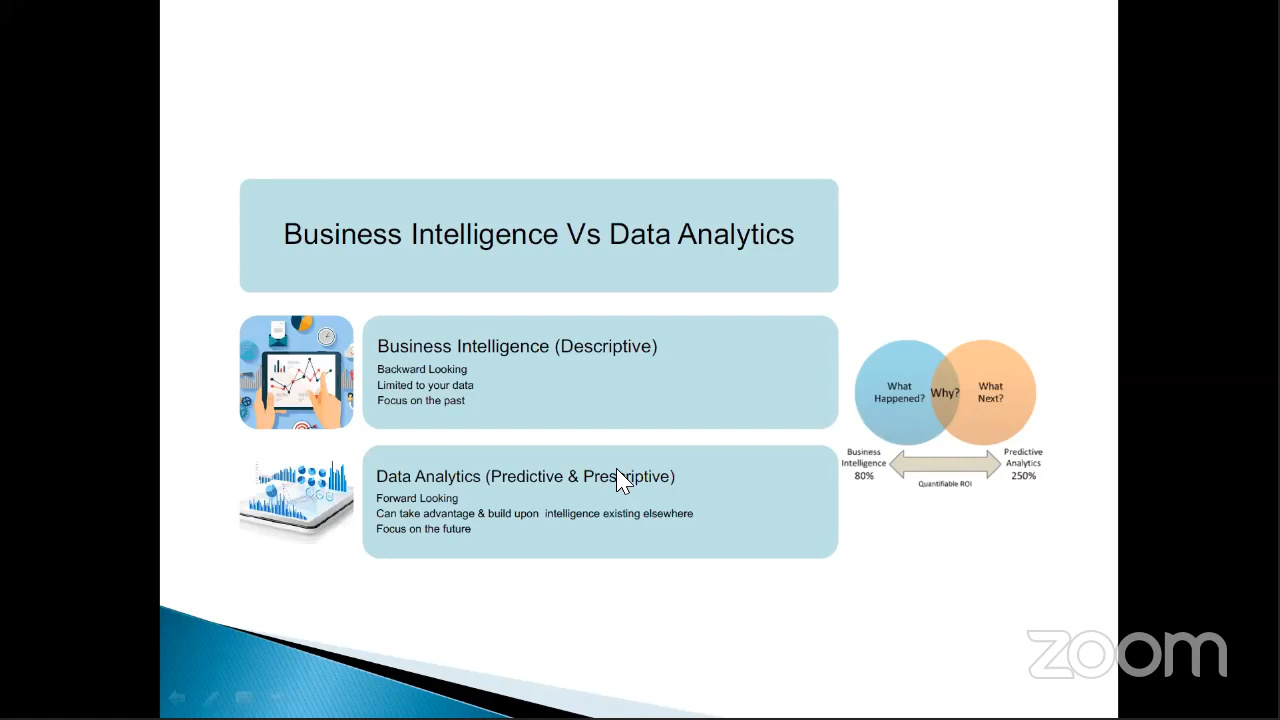 Business Intelligence Vs Data Analytics
Business Intelligence (Descriptive)
Backward Looking
Limited to your data
Focus on the past
Data Analytics (Predictive & Prescriptive)
Forward Looking
Can take advantage & build upon intelligence existing elsewhere
Focus on the future
What
Happened?
Why?
What
Next?
Business
Intelligence
80%
Predictive
Analytics
250%
Quantifiable ROI
zoom